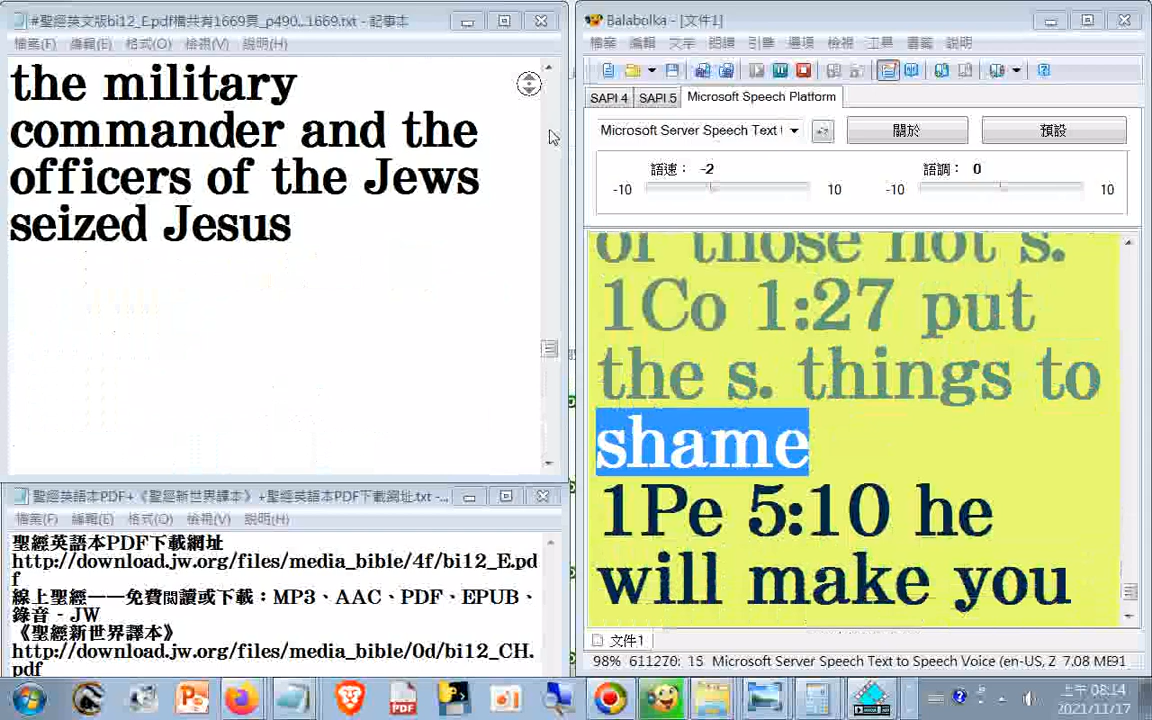 #聖經英文版bi12_E.pdf檔共有1669頁_p490...1669.txt - 記事本
檔案(F) 編輯(E) 格式(O) 檢視(V) 說明(H)
the military
commander and the
officers of the Jews
seized Jesus
聖經英語本PDF+《聖經新世界譯本》+聖經英語本PDF下載網址.txt -...
檔案(F) 編輯(E) 格式(O) 檢視(V) 說明(H)
聖經英語本PDF下載網址
http://download.jw.org/files/media_bible/4f/bi12_E.pd
f
線上聖經——免費閱讀或下載：MP3、AAC、PDF、EPUB、
錄音 - JW
《聖經新世界譯本》
http://download.jw.org/files/media_bible/0d/bi12_CH.
pdf
Balabolka - [文件1]
檔案 編輯 文字 朗讀 引擎 選項 檢視 工具 書籤 說明
SAPI 4 SAPI 5 Microsoft Speech Platform
Microsoft Server Speech Text 關於 預設
語速： -2 語調： 0
-10 10 -10 10
of those not s.
1Co 1:27 put
the s. things to
shame
1Pe 5:10 he
will make you
文件1
98% 611270: 15 Microsoft Server Speech Text to Speech Voice (en-US, Z 7.08 ME91
PDF
上午 08:14
2021/11/17